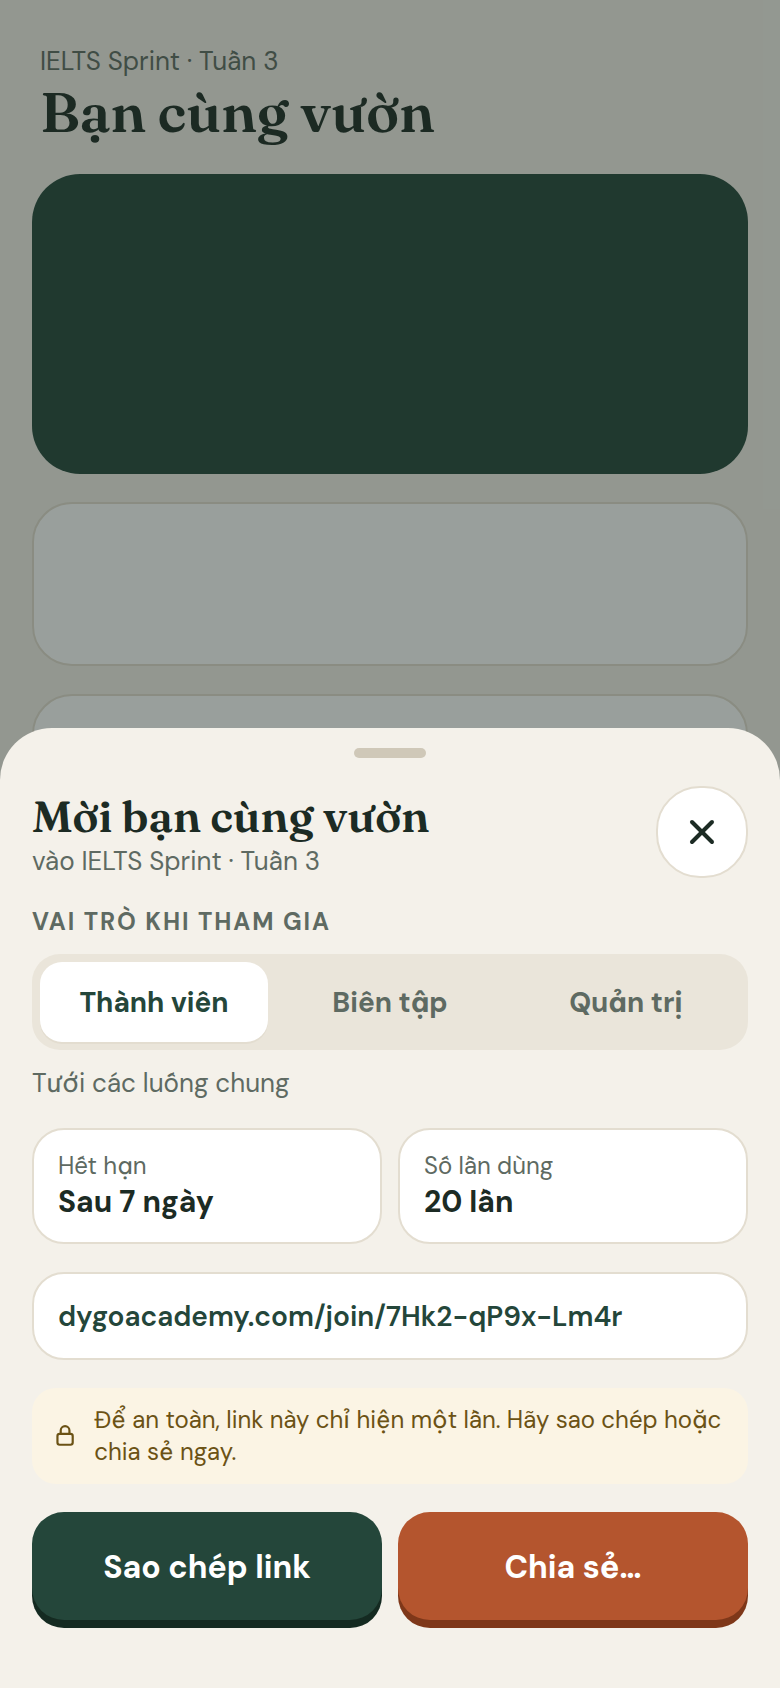 IELTS Sprint · Tuần 3
Bạn cùng vườn
Mời bạn cùng vườn
vào IELTS Sprint · Tuần 3
VAI TRÒ KHI THAM GIA
Thành viên
Biên tập
Quản trị
Tưới các luống chung
Hết hạn
Sau 7 ngày
Số lần dùng
20 lần
dygoacademy.com/join/7Hk2-qP9x-Lm4r
Để an toàn, link này chỉ hiện một lần. Hãy sao chép hoặc
chia sẻ ngay.
Sao chép link
Chia sẻ…